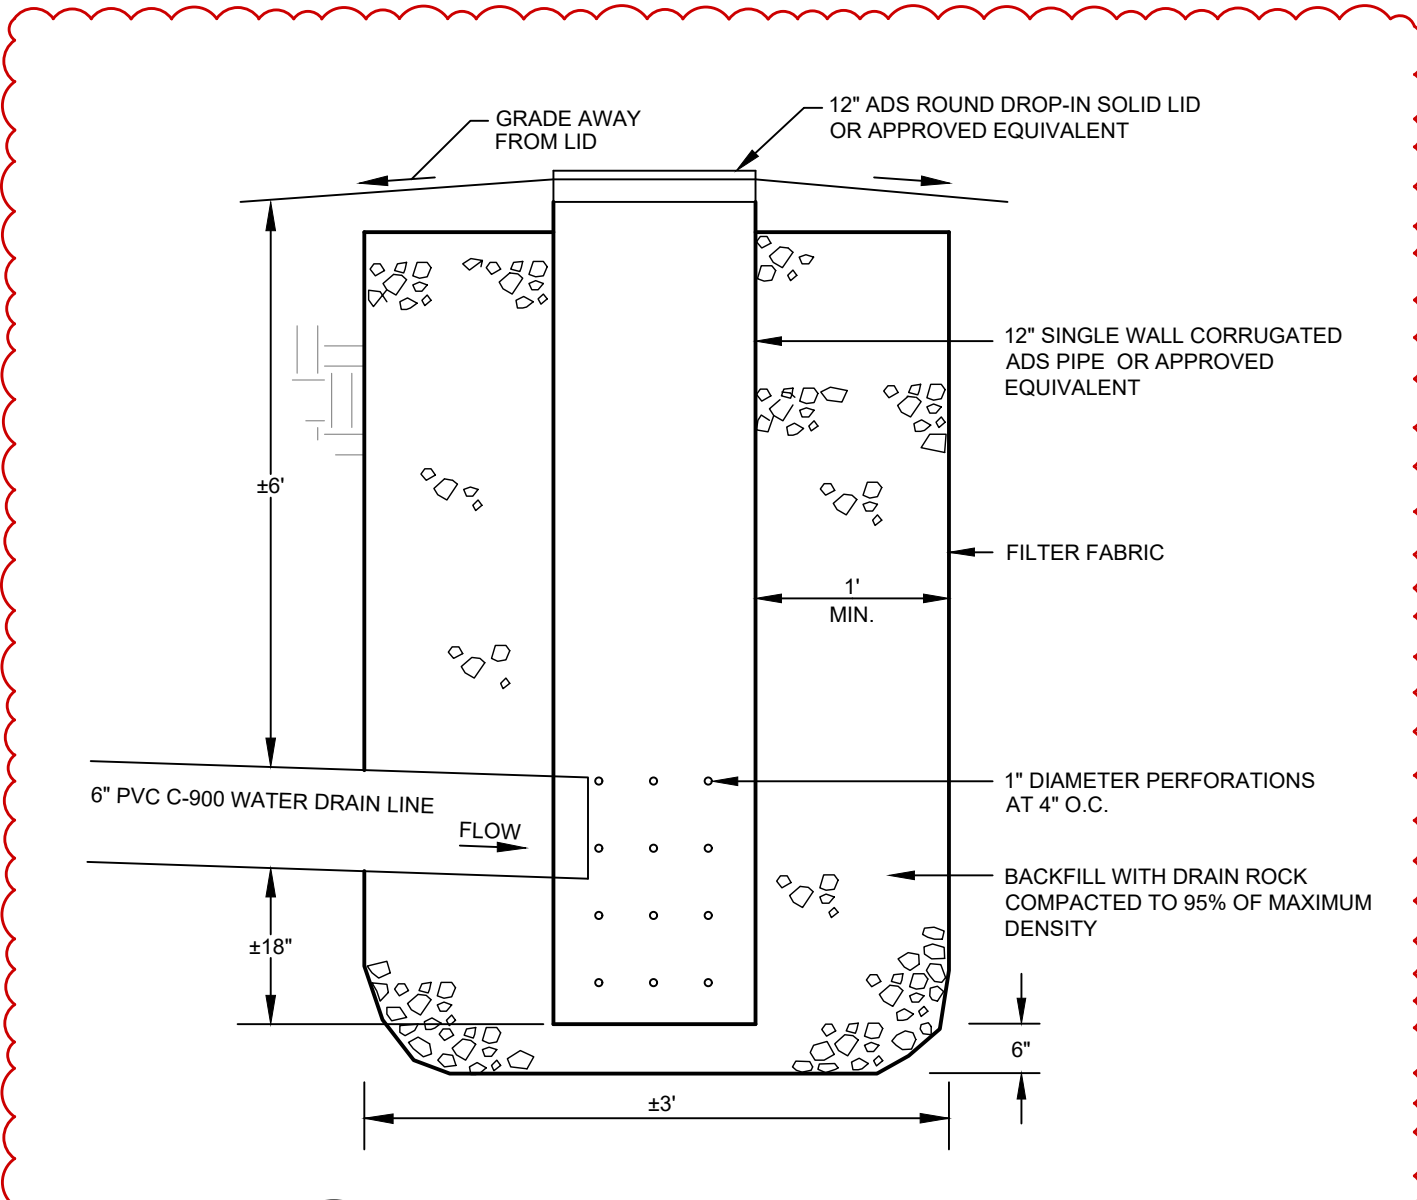 GRADE AWAY
FROM LID
12" ADS ROUND DROP-IN SOLID LID
OR APPROVED EQUIVALENT
12" SINGLE WALL CORRUGATED
ADS PIPE OR APPROVED
EQUIVALENT
±6'
FILTER FABRIC
1'
MIN.
6" PVC C-900 WATER DRAIN LINE
FLOW
1" DIAMETER PERFORATIONS
AT 4" O.C.
BACKFILL WITH DRAIN ROCK
COMPACTED TO 95% OF MAXIMUM
DENSITY
±18"
6"
±3'